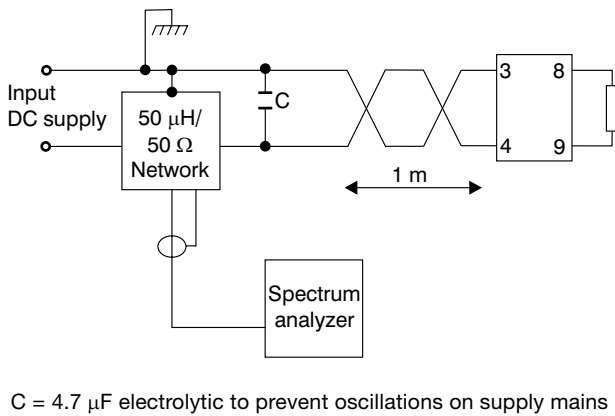 Input
DC supply
50 μH/
50 Ω
Network
C
3
8
4
9
1 m
Spectrum
analyzer
C = 4.7 μF electrolytic to prevent oscillations on supply mains